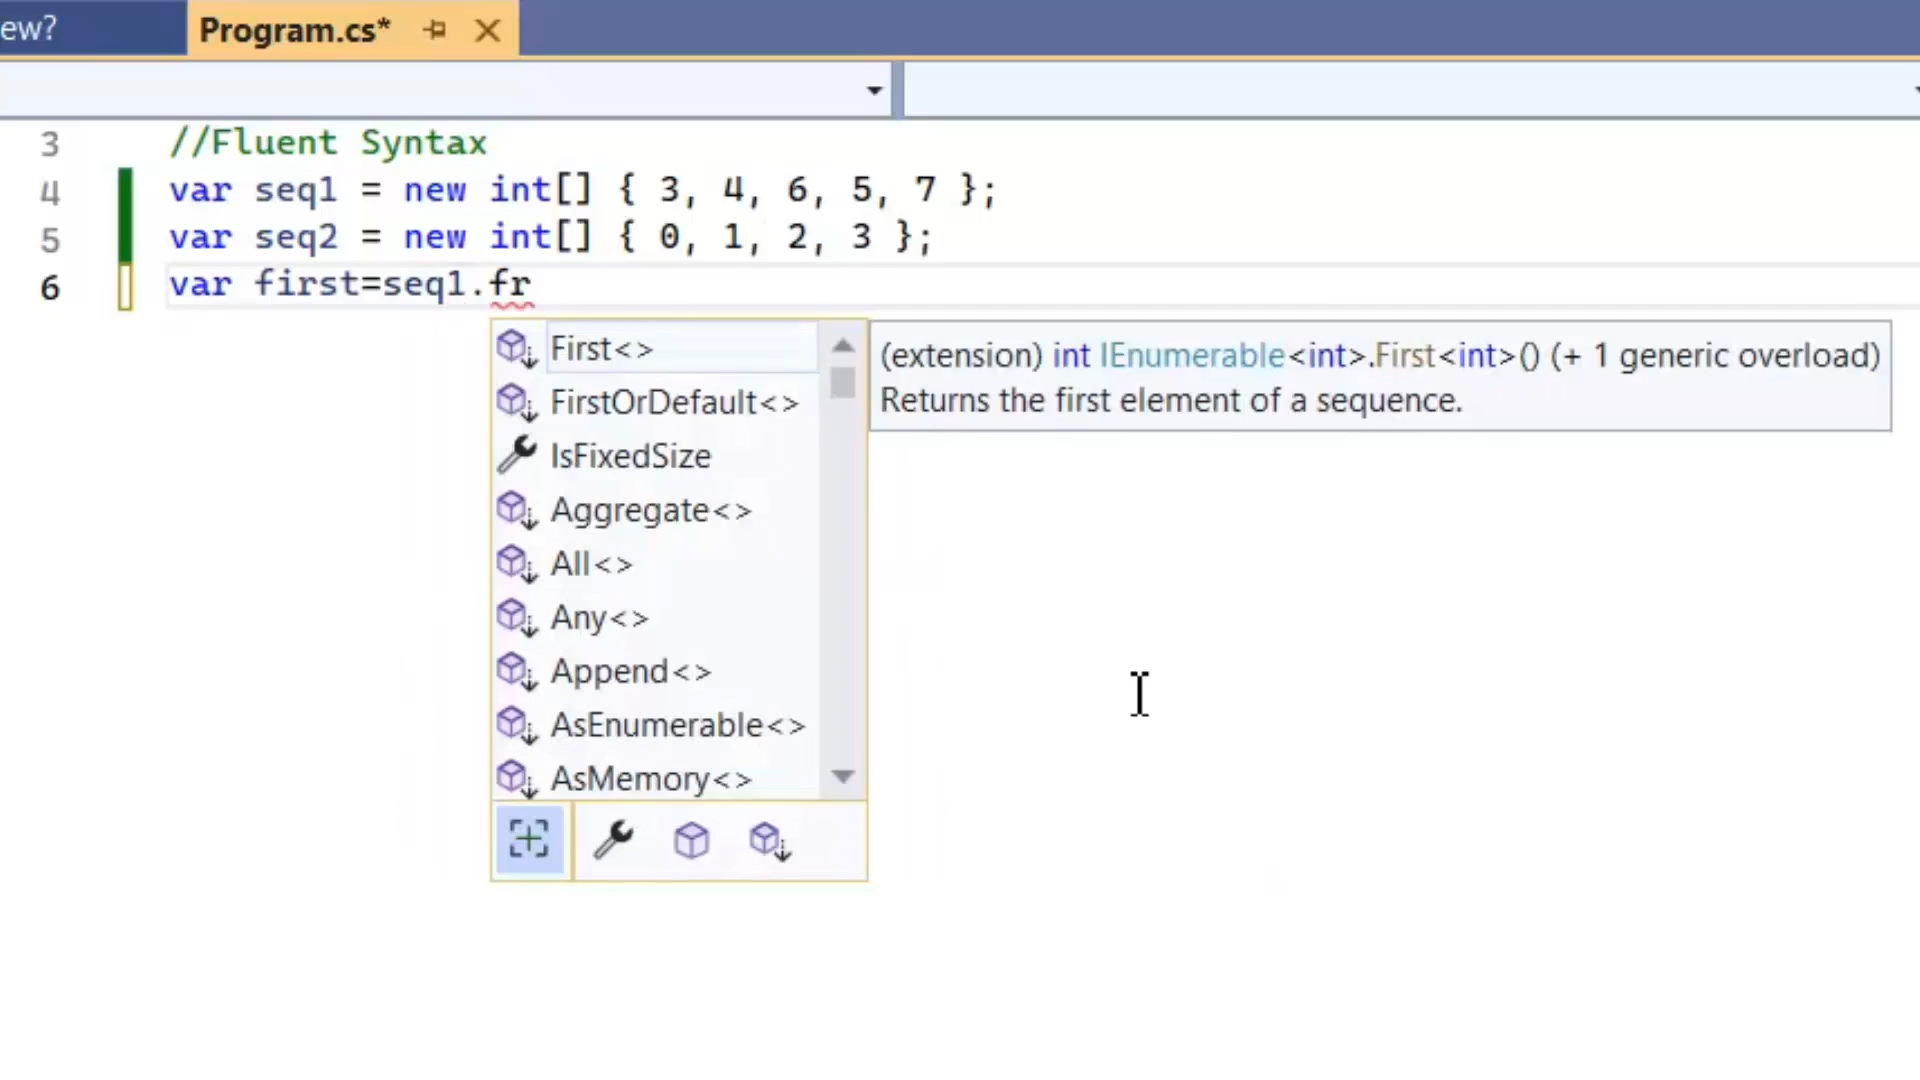 ew?
Program.cs*
3 //Fluent Syntax
4 var seq1 = new int[] { 3, 4, 6, 5, 7 };
5 var seq2 = new int[] { 0, 1, 2, 3 };
6 var first=seq1.fr
First<>
(extension) int IEnumerable<int>.First<int>() (+ 1 generic overload)
Returns the first element of a sequence.
FirstOrDefault<>
IsFixedSize
Aggregate<>
All<>
Any<>
Append<>
AsEnumerable<>
AsMemory<>